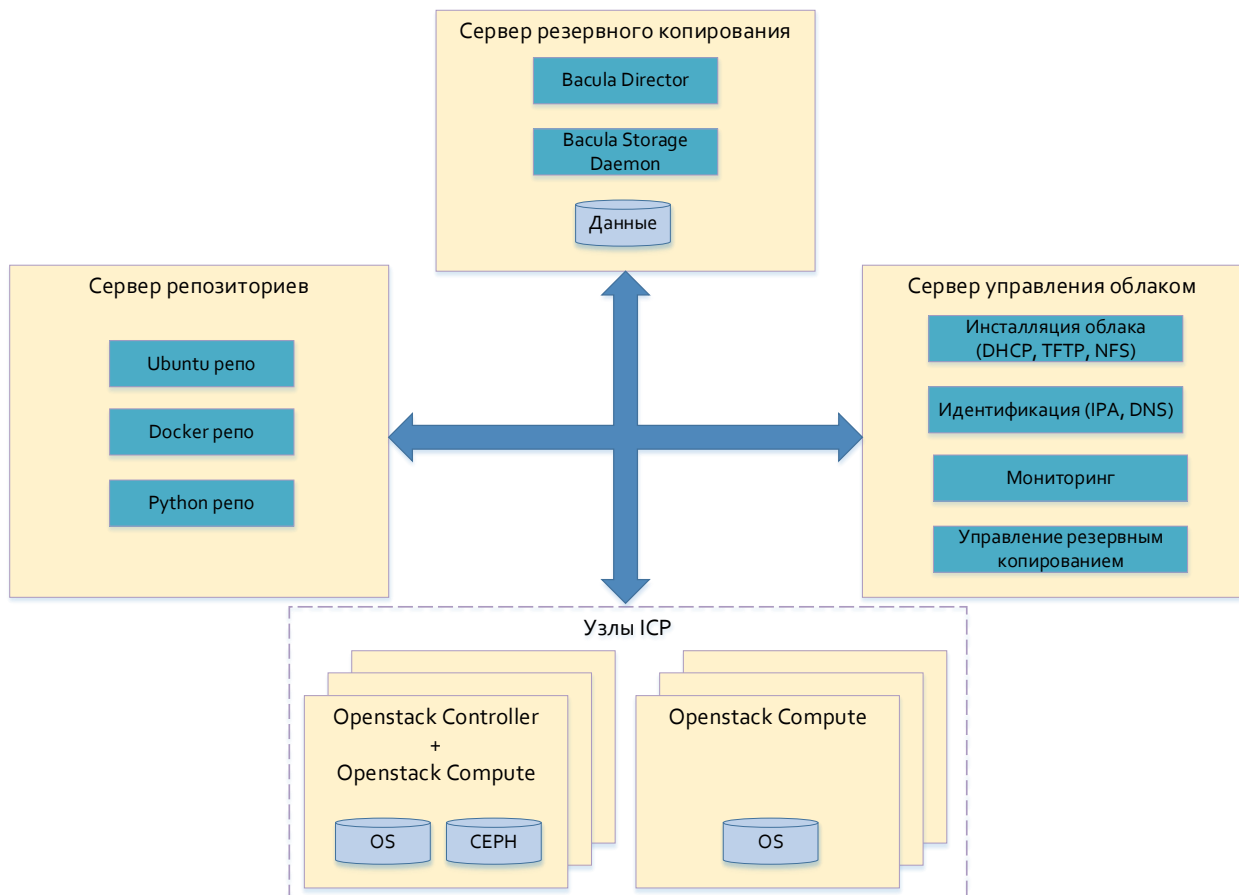 Сервер резервного копирования
Bacula Director
Bacula Storage
Daemon
Данные
Сервер репозиториев
Ubuntu репо
Docker репо
Python репо
Сервер управления облаком
Инсталляция облака
(DHCP, TFTP, NFS)
Идентификация (IPA, DNS)
Мониторинг
Управление резервным
копированием
Узлы ICP
Openstack Controller
+
Openstack Compute
OS
CEPH
Openstack Compute
OS